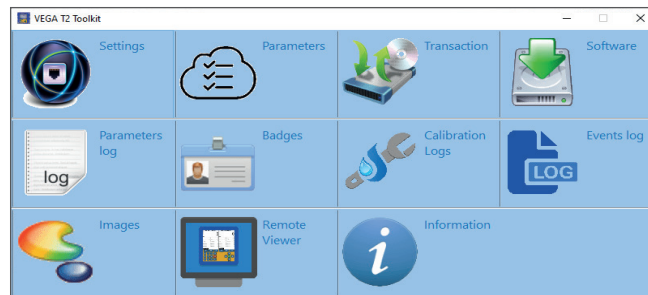 VEGA T2 Toolkit
Settings
Parameters
Transaction
Software
Parameters
log
log
Badges
Calibration
Logs
Events log
LOG
Images
Remote
Viewer
Information
i